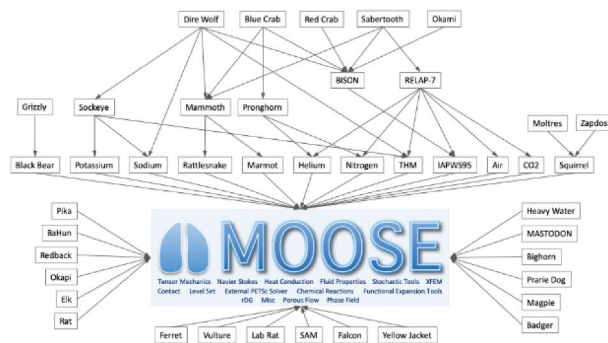 Dire Wolf Blue Crab Red Crab Sabertooth Okami
BISON RELAP-7
Grizzly Sockeye Mammoth Pronghorn Moltres Zapdos
Black Bear Potassium Sodium Rattlesnake Marmot Helium Nitrogen THM IAPWS95 Air CO2 Squirrel
Pika
BaHun
Redback
Okapi
Elk
Rat
MOOSE
Tensor Mechanics Navier Stokes Heat Conduction Fluid Properties Stochastic Tools XFEM
Contact Level Set External PETSc Solver Chemical Reactions Functional Expansion Tools
rDG Misc Porous Flow Phase Field
Heavy Water
MASTODON
Bighorn
Prarie Dog
Magpie
Badger
Ferret Vulture Lab Rat SAM Falcon Yellow Jacket